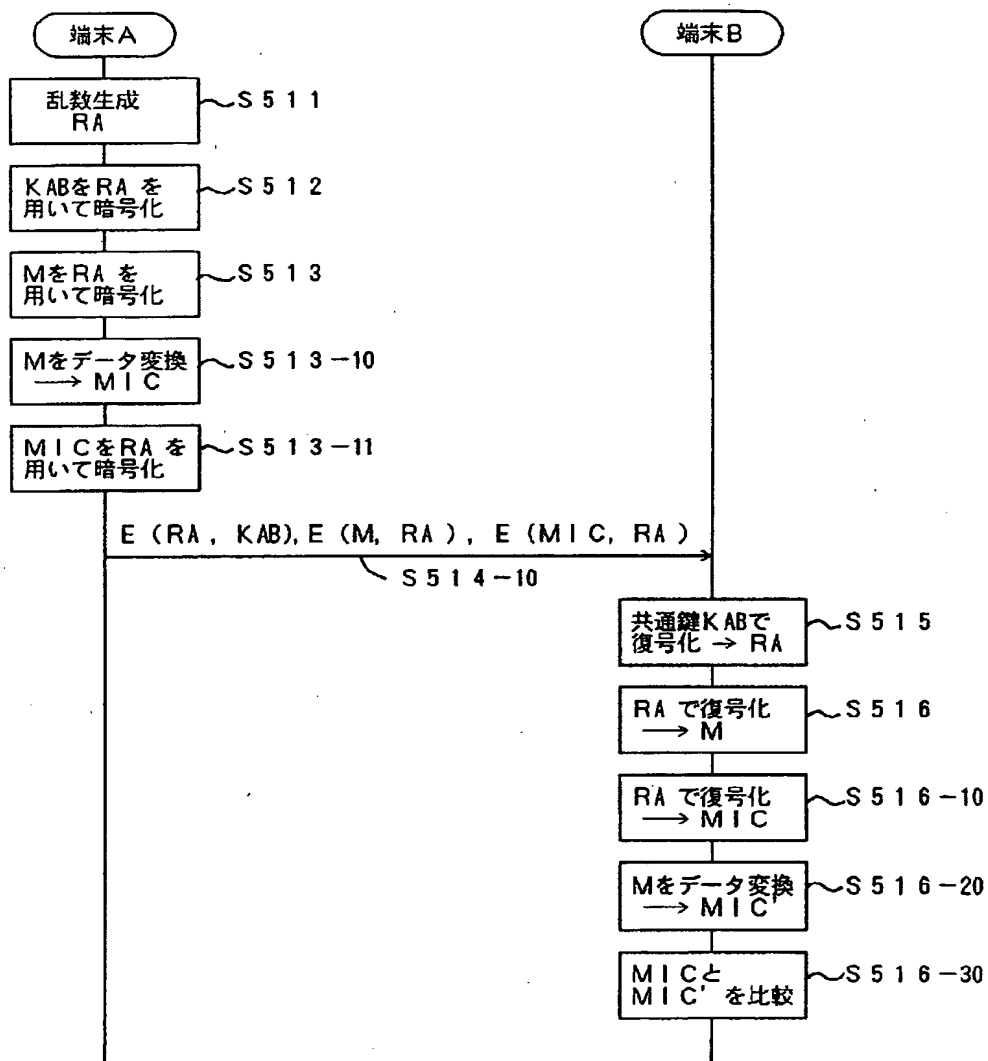 端末A
端末B
乱数生成
RA
S511
KABをRAを
用いて暗号化
S512
MをRAを
用いて暗号化
S513
Mをデータ変換
→ MIC
S513-10
MICをRAを
用いて暗号化
S513-11
E (RA, KAB), E (M, RA), E (MIC, RA)
S514-10
共通鍵KABで
復号化 → RA
S515
RAで復号化
→ M
S516
RAで復号化
→ MIC
S516-10
Mをデータ変換
→ MIC'
S516-20
MICと
MIC'を比較
S516-30